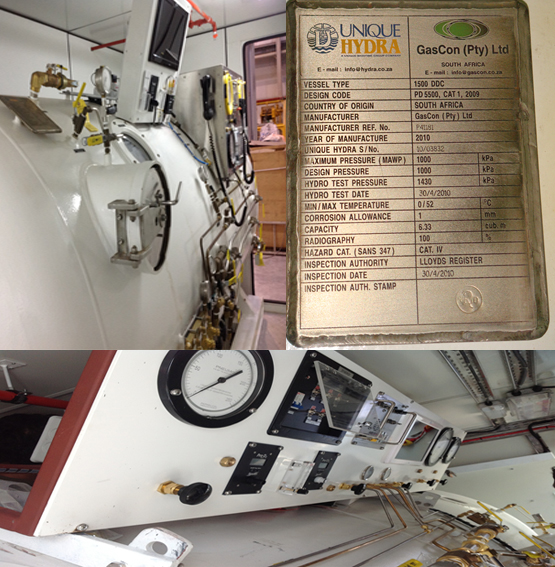 UNIQUE
HYDRA
E - mail : info@hydra.co.za
GasCon (Pty) Ltd
SOUTH AFRICA
E - mail : info@gascon.co.za
VESSEL TYPE 1500 DDC
DESIGN CODE PD 5500, CAT 1, 2009
COUNTRY OF ORIGIN SOUTH AFRICA
MANUFACTURER GasCon (Pty) Ltd
MANUFACTURER REF. No. P4181
YEAR OF MANUFACTURE 2010
UNIQUE HYDRA S/No. 10/03832
MAXIMUM PRESSURE (MAWP) 1000 kPa
DESIGN PRESSURE 1000 kPa
HYDRO TEST PRESSURE 1430 kPa
HYDRO TEST DATE 30/4/2010
MIN/MAX TEMPERATURE 0/52 °C
CORROSION ALLOWANCE 1 mm
CAPACITY 6.33 cub. m
RADIOGRAPHY 100 %
HAZARD CAT. (SANS 347) CAT. IV
INSPECTION AUTHORITY LLOYDS REGISTER
INSPECTION DATE 30/4/2010
INSPECTION AUTH. STAMP